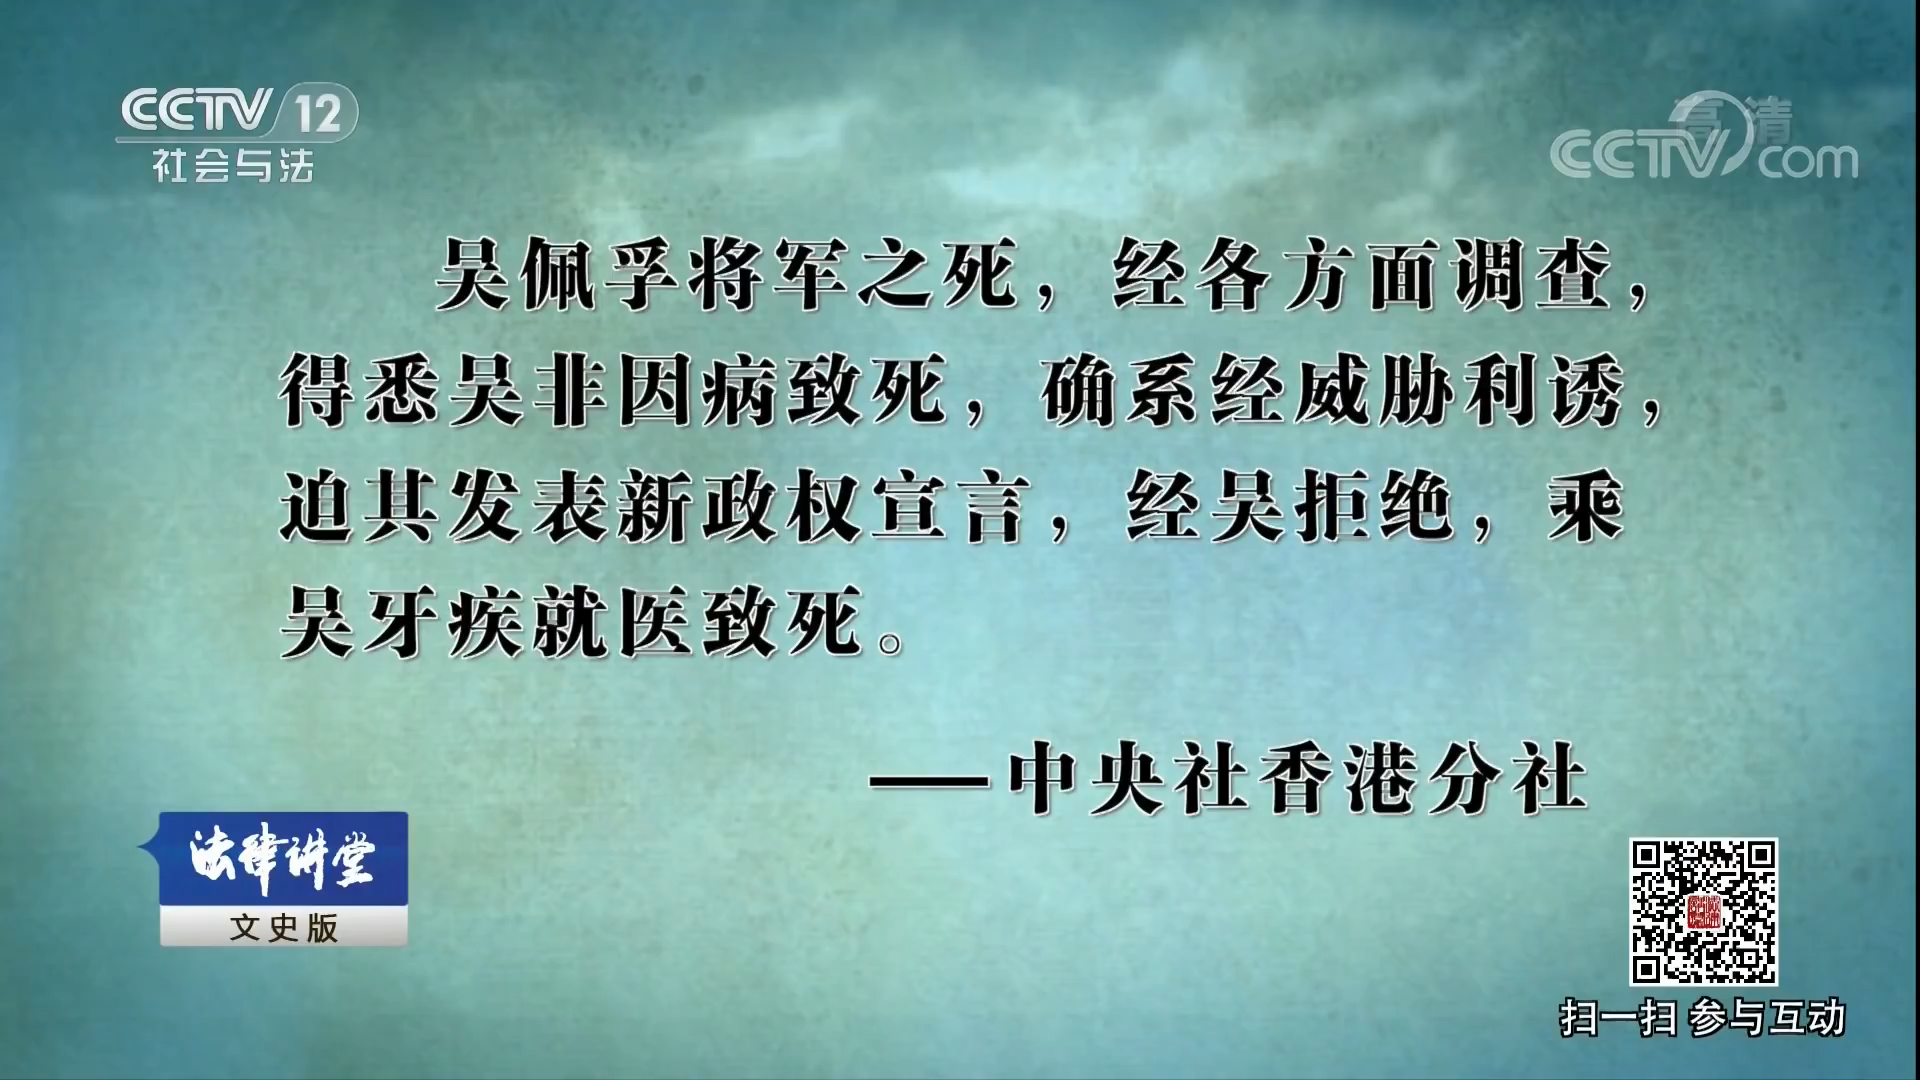 CCTV 12
社会与法
高清
CCTV.com
吴佩孚将军之死，经各方面调查，
得悉吴非因病致死，确系经威胁利诱，
迫其发表新政权宣言，经吴拒绝，乘
吴牙疾就医致死。
——中央社香港分社
法律讲堂
文史版
扫一扫 参与互动